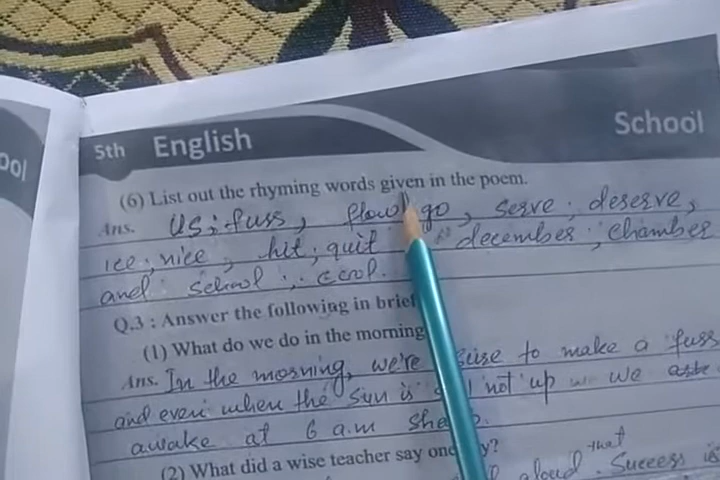 ool
5th English School
(6) List out the rhyming words given in the poem.
Ans. Us; fuss, flow go, serve; deserve,
ice; nice, hit; quit december; chamber
and school; cool.
Q.3 : Answer the following in brief
(1) What do we do in the morning
Ans. In the morning, we're sure to make a fuss
and even when the sun is not up we are
awake at 6 a.m
(2) What did a wise teacher say y?
that
aloud. Success is